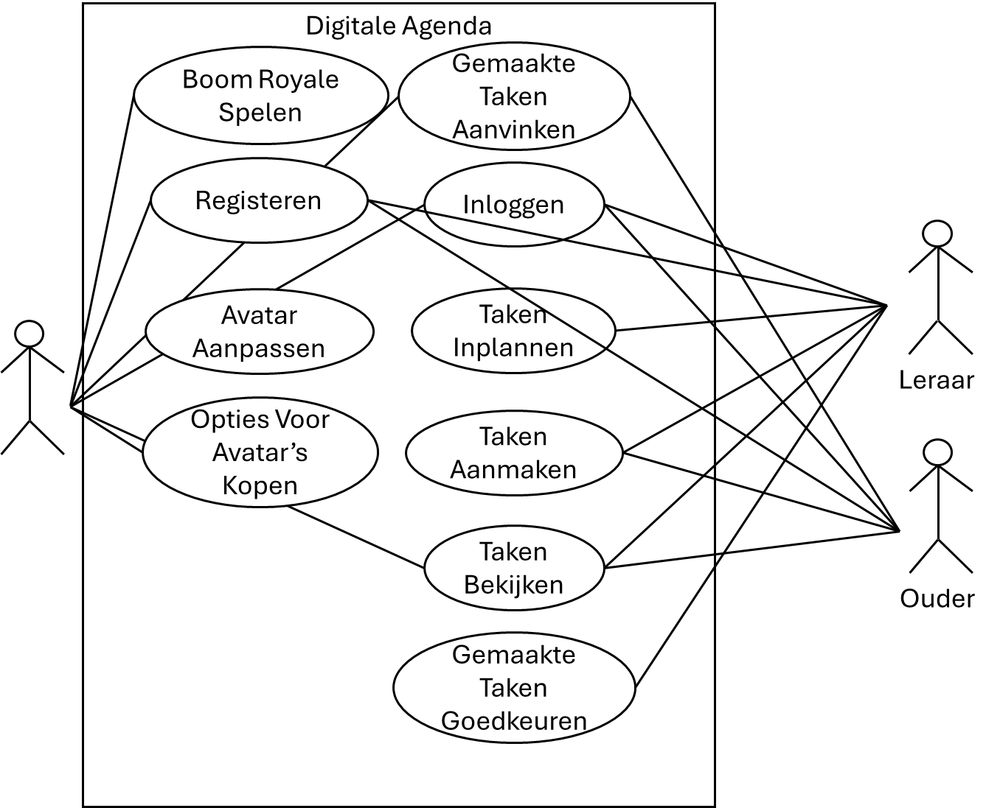 Digitale Agenda
Boom Royale
Spelen
Gemaakte
Taken
Aanvinken
Registeren
Inloggen
Avatar
Aanpassen
Taken
Inplannen
Opties Voor
Avatar’s
Kopen
Taken
Aanmaken
Taken
Bekijken
Gemaakte
Taken
Goedkeuren
Leraar
Ouder